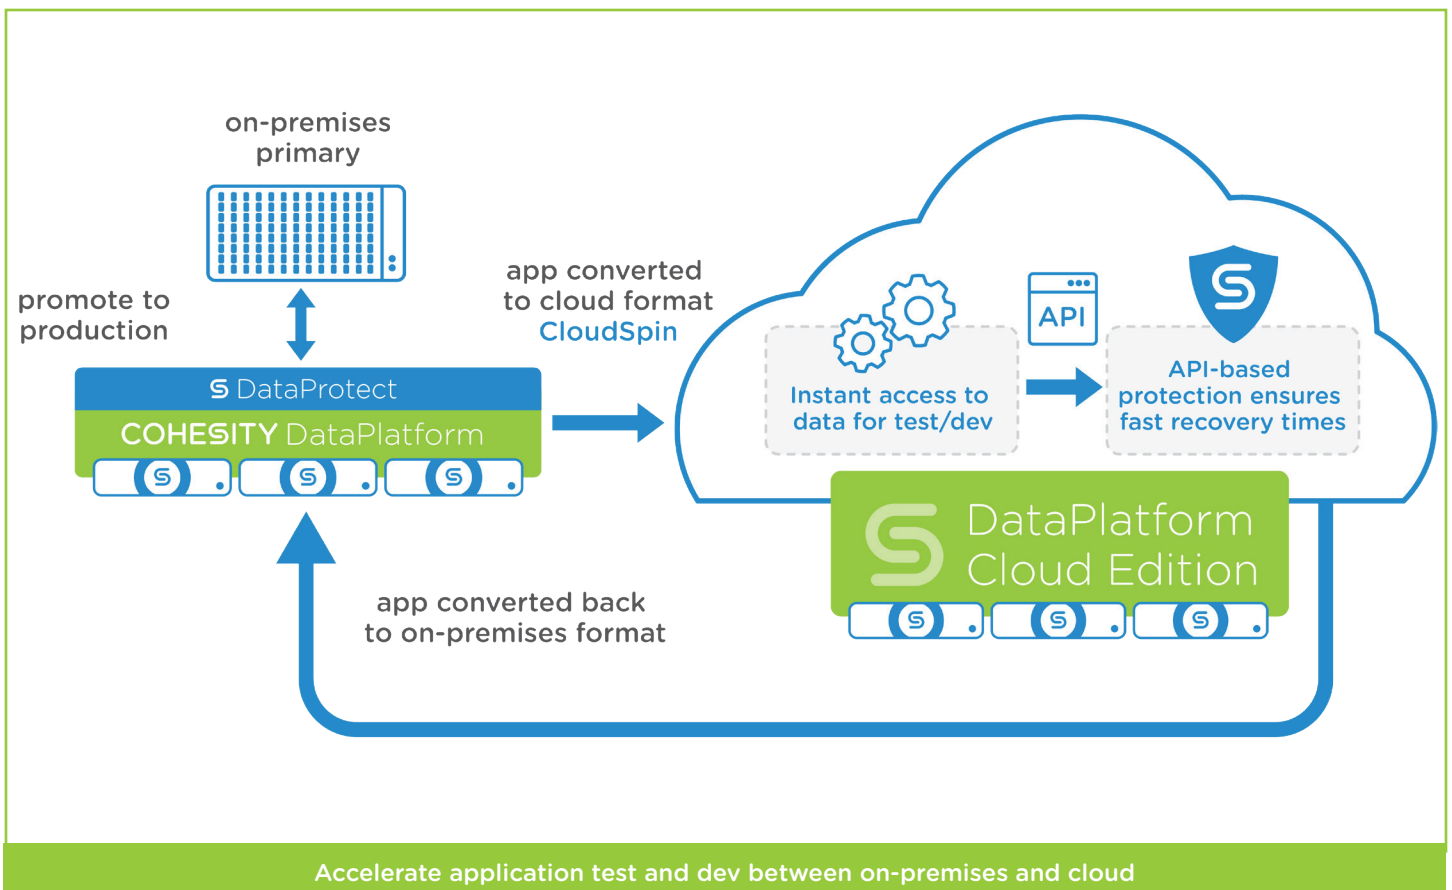 on-premises
primary
promote to
production
app converted
to cloud format
CloudSpin
DataProtect
COHESITY DataPlatform
API
Instant access to
data for test/dev
API-based
protection ensures
fast recovery times
DataPlatform
Cloud Edition
app converted back
to on-premises format
Accelerate application test and dev between on-premises and cloud